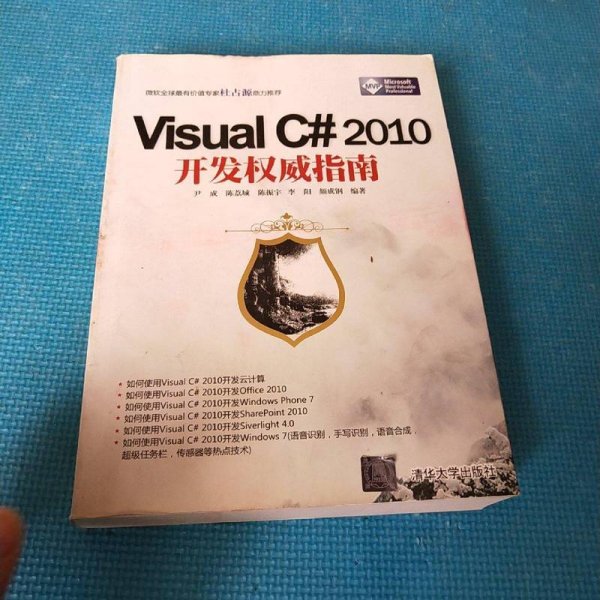 微软全球最有价值专家杜占源鼎力推荐
MVP
Microsoft
Most Valuable
Professional
Visual C# 2010
开发权威指南
尹 成 陈荔城 陈振宇 李 阳 颜成钢 编著
★ 如何使用Visual C# 2010开发云计算
★ 如何使用Visual C# 2010开发Office 2010
★ 如何使用Visual C# 2010开发Windows Phone 7
★ 如何使用Visual C# 2010开发SharePoint 2010
★ 如何使用Visual C# 2010开发Siverlight 4.0
★ 如何使用Visual C# 2010开发Windows 7(语音识别，手写识别，语音合成，
超级任务栏，传感器等热点技术)
清华大学出版社